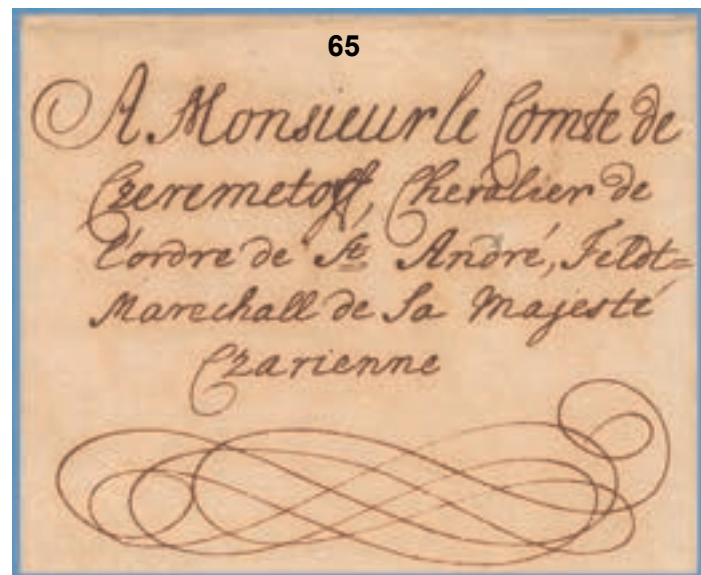 65
A Monsieur le Comte de
Czeremetoff, Chevalier de
l'ordre de St André, Feldt=
Marechall de Sa Majesté
Czarienne